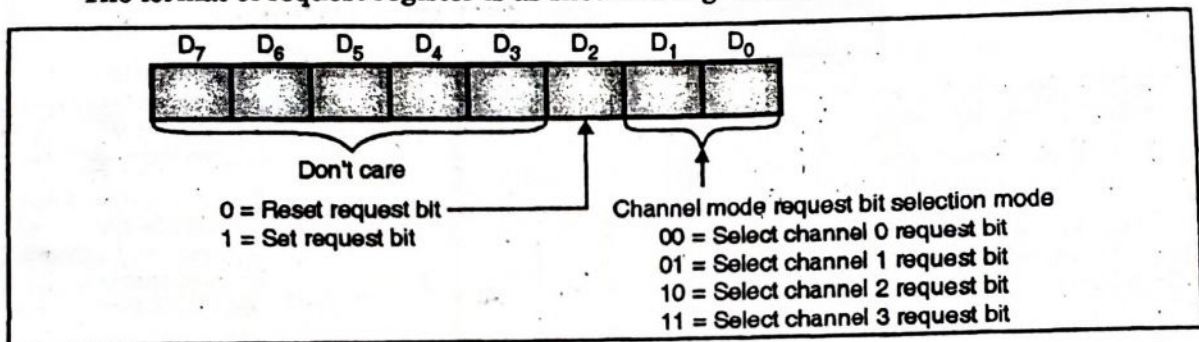 D7 D6 D5 D4 D3 D2 D1 D0
Don't care
0 = Reset request bit
1 = Set request bit
Channel mode request bit selection mode
00 = Select channel 0 request bit
01 = Select channel 1 request bit
10 = Select channel 2 request bit
11 = Select channel 3 request bit